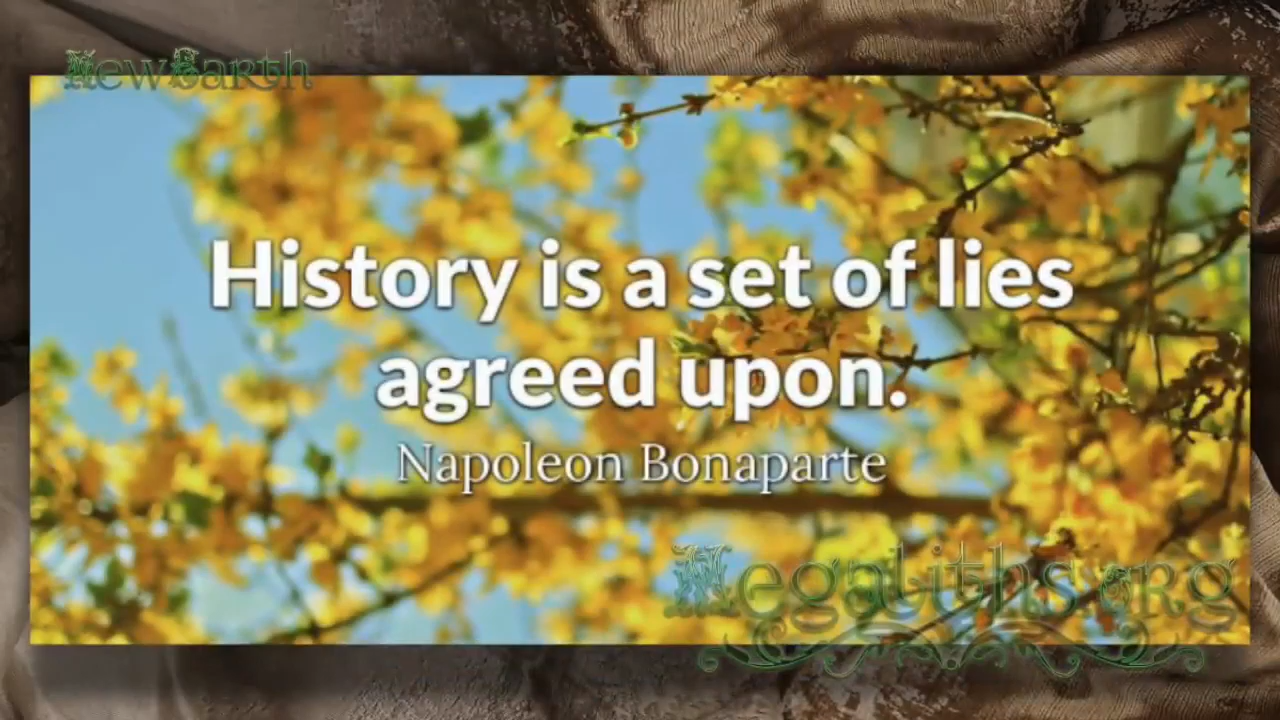 NewEarth
History is a set of lies
agreed upon.
Napoleon Bonaparte
Megaliths.org